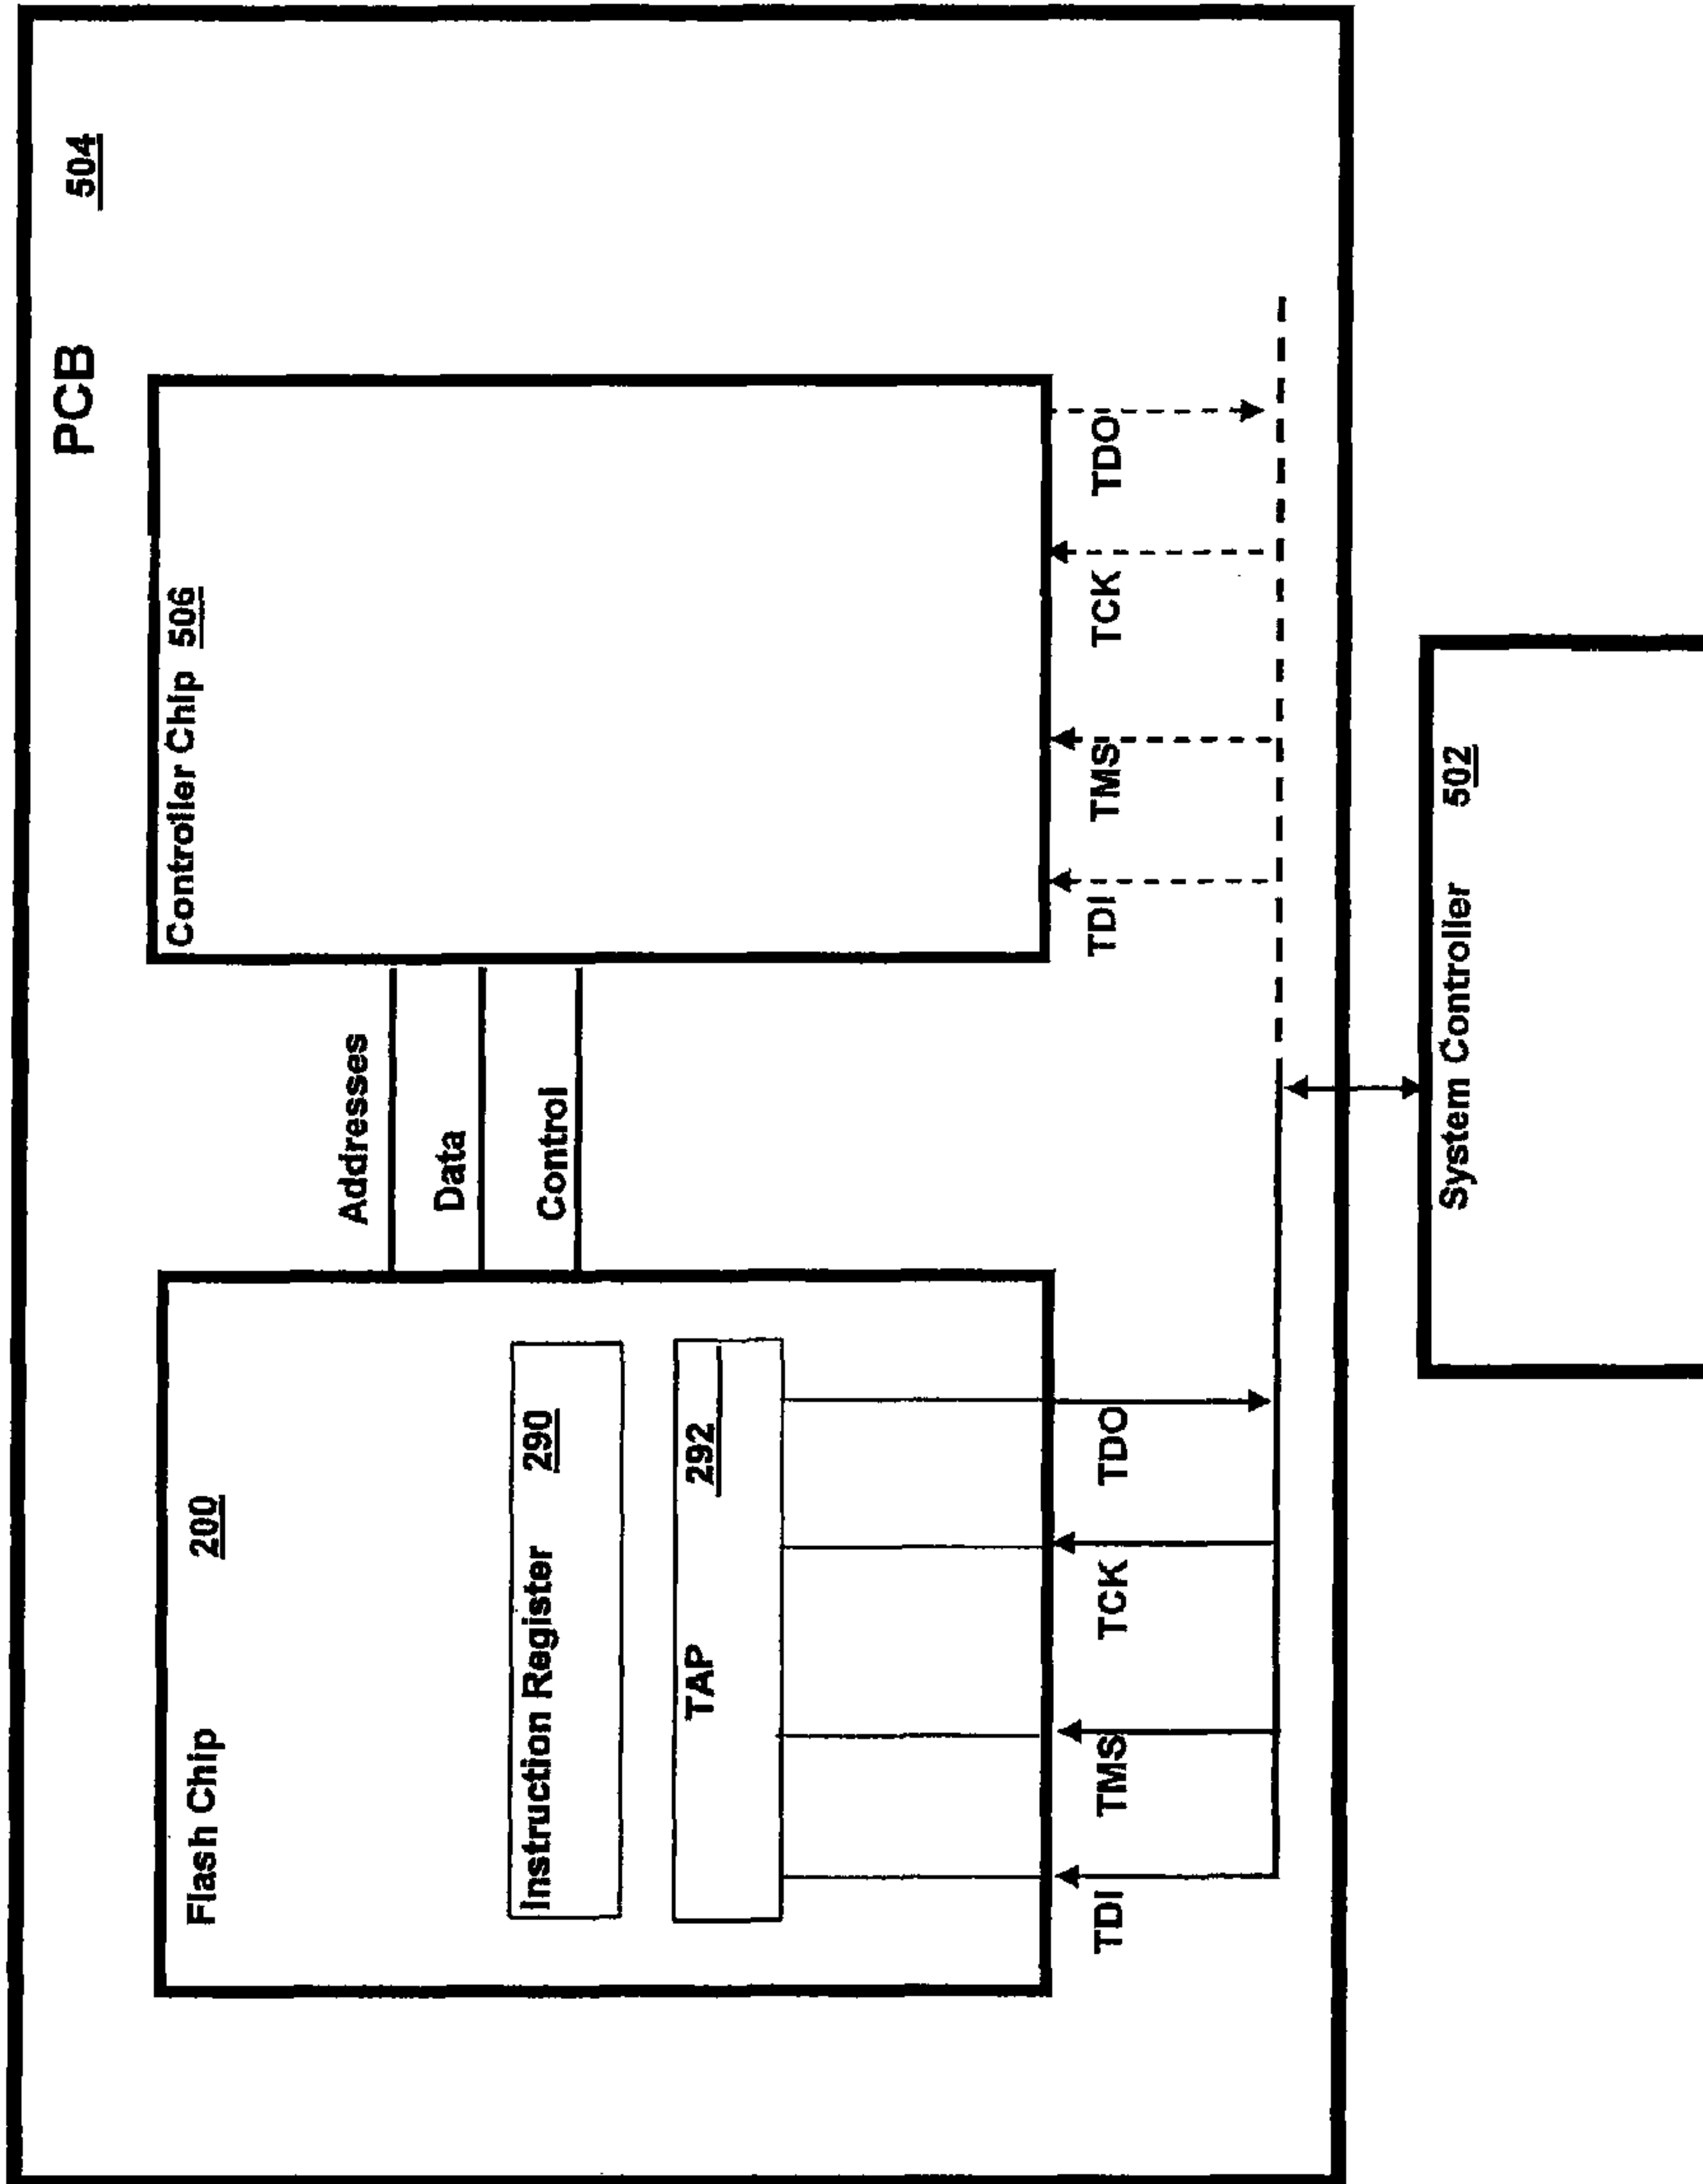 PCB 504
Flash Chip 200
Instruction Register 290
TAP 292
TDI
TMS
TCK
TDO
Addresses
Data
Control
Controller Chip 506
TDI
TMS
TCK
TDO
System Controller 502